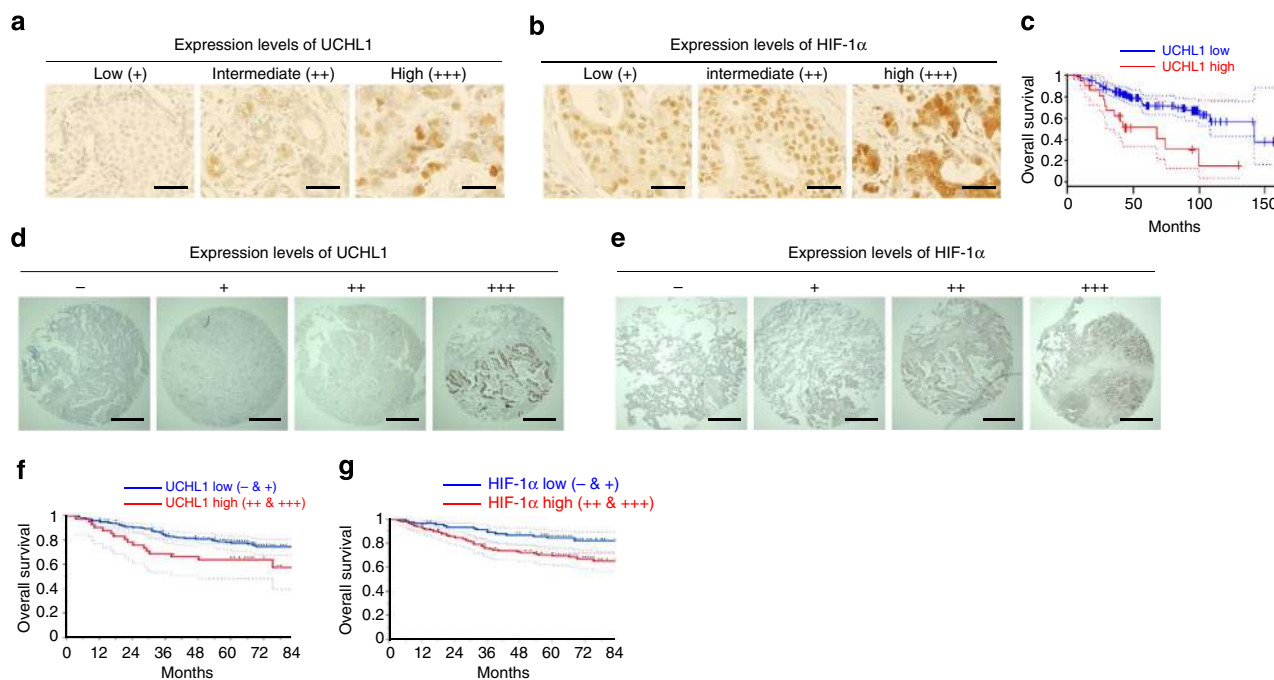 a
Expression levels of UCHL1
Low (+) Intermediate (++) High (+++)
b
Expression levels of HIF-1α
Low (+) intermediate (++) high (+++)
c
UCHL1 low
UCHL1 high
Overall survival
1
0.8
0.6
0.4
0.2
0
0 50 100 150
Months
d
Expression levels of UCHL1
– + ++ +++
e
Expression levels of HIF-1α
– + ++ +++
f
UCHL1 low (– & +)
UCHL1 high (++ & +++)
Overall survival
1
0.8
0.6
0.4
0.2
0
0 12 24 36 48 60 72 84
Months
g
HIF-1α low (– & +)
HIF-1α high (++ & +++)
Overall survival
1
0.8
0.6
0.4
0.2
0
0 12 24 36 48 60 72 84
Months